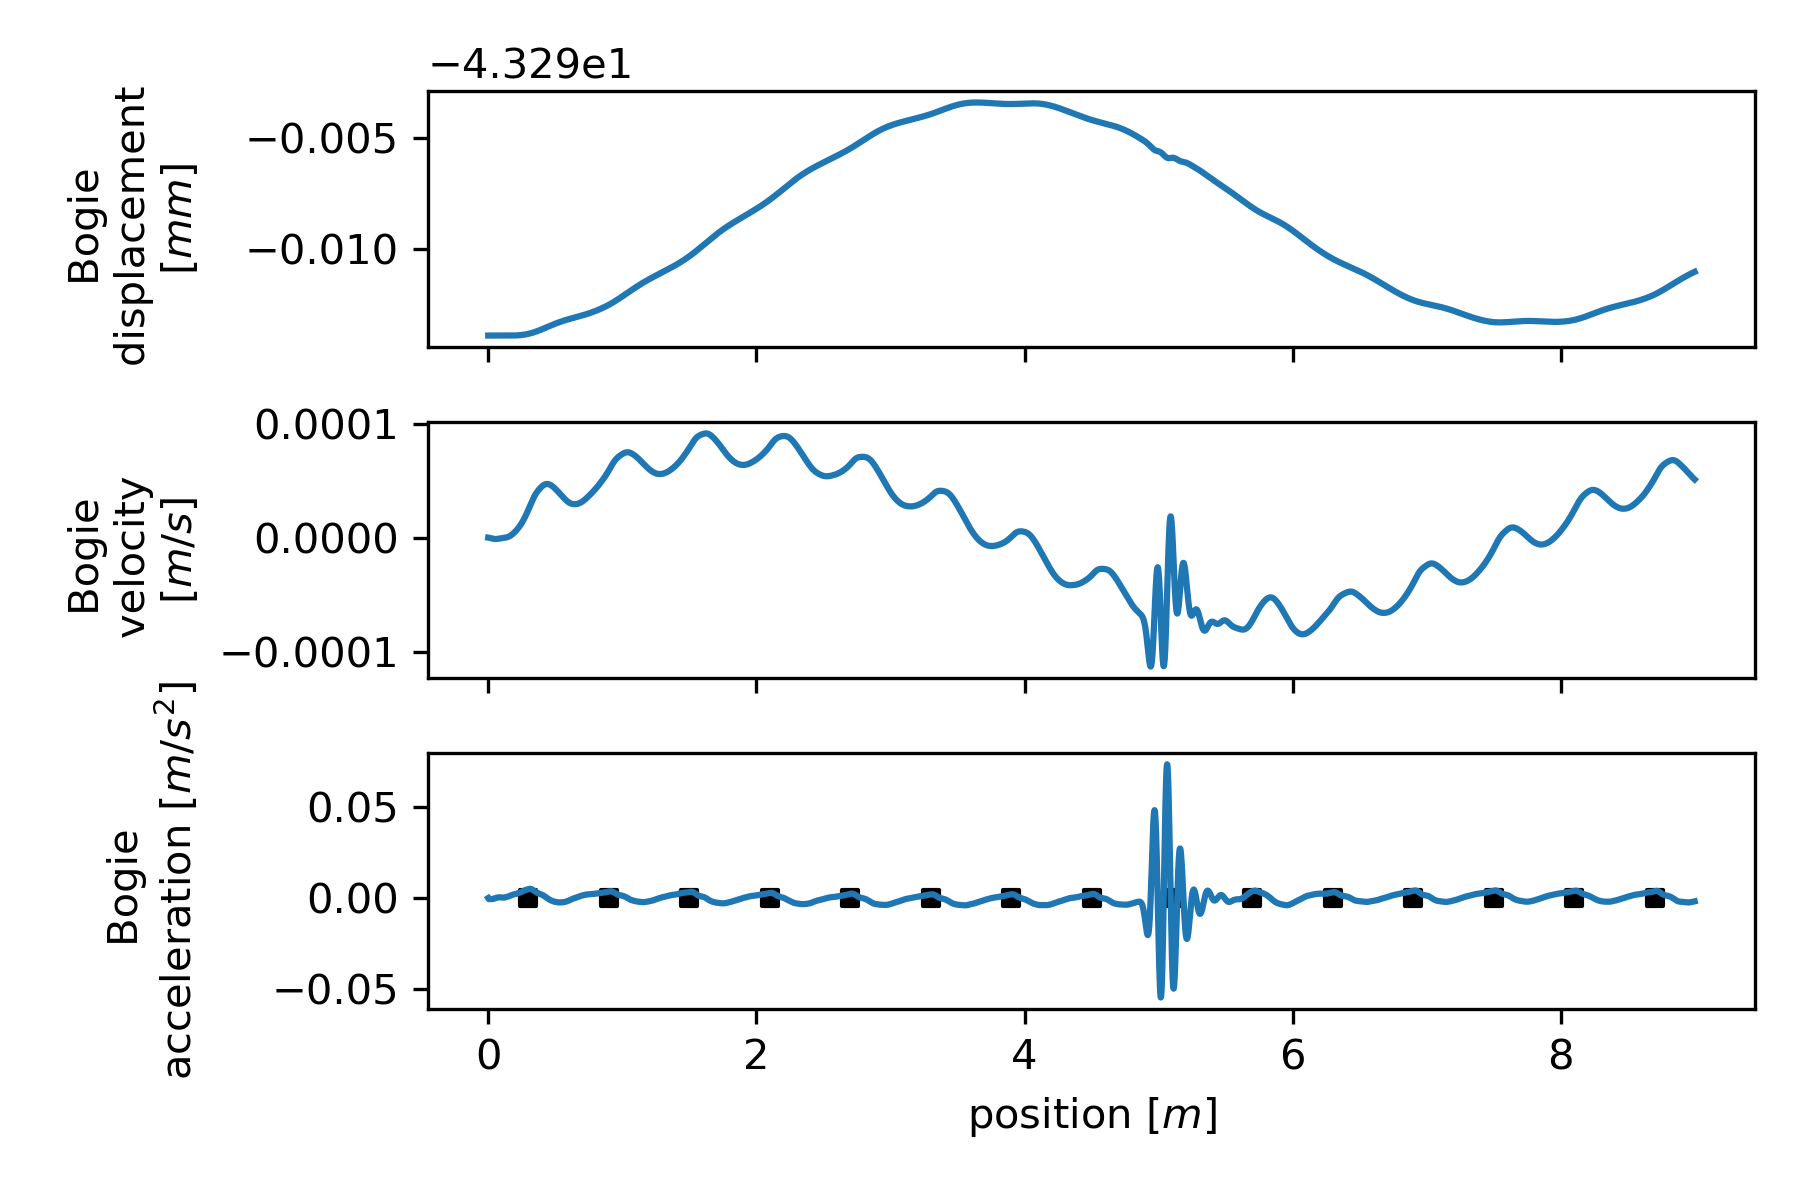 −4.329e1
Bogie
displacement
[mm]
−0.005
−0.010
Bogie
velocity
[m/s]
0.0001
0.0000
−0.0001
Bogie
acceleration [m/s²]
0.05
0.00
−0.05
0 2 4 6 8
position [m]